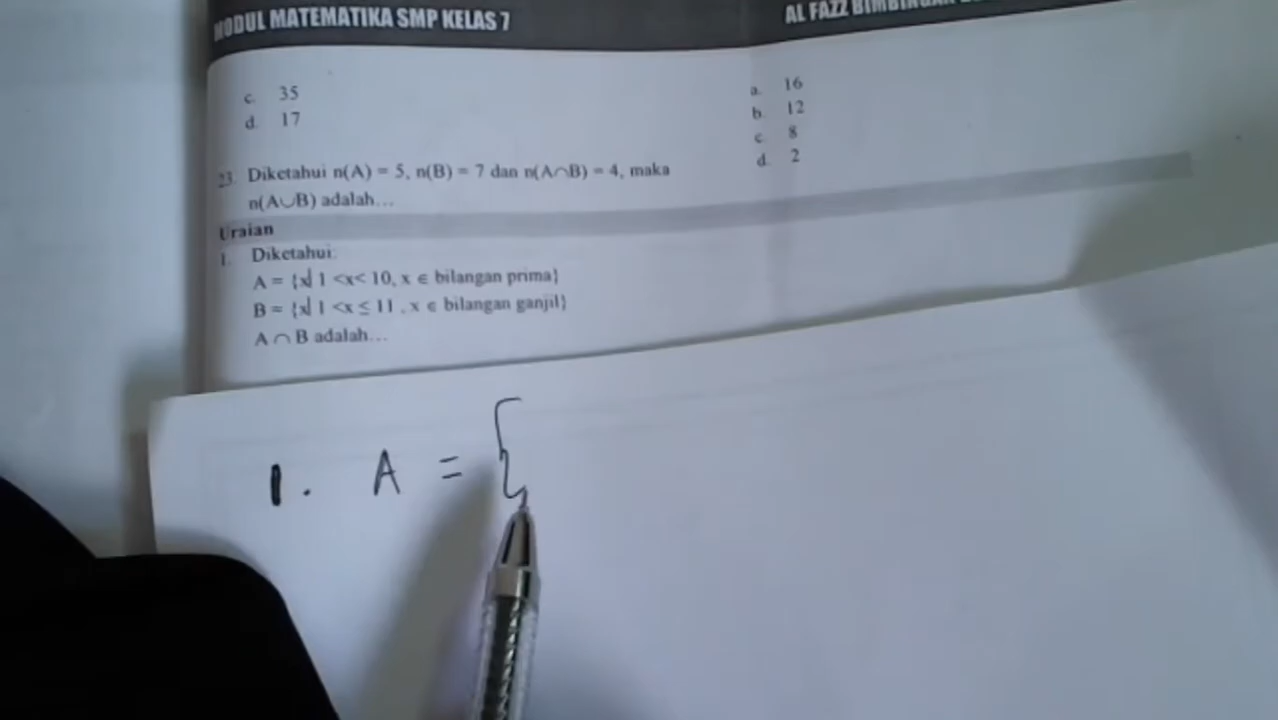 MODUL MATEMATIKA SMP KELAS 7
AL FAZZ
c. 35
d. 17
23. Diketahui n(A) = 5, n(B) = 7 dan n(A∩B) = 4, maka
n(A∪B) adalah…
a. 16
b. 12
c. 8
d. 2
Uraian
1. Diketahui:
A = {x| 1 <x< 10, x ∈ bilangan prima}
B = {x| 1 <x ≤ 11 , x ∈ bilangan ganjil}
A ∩ B adalah…
1. A = {